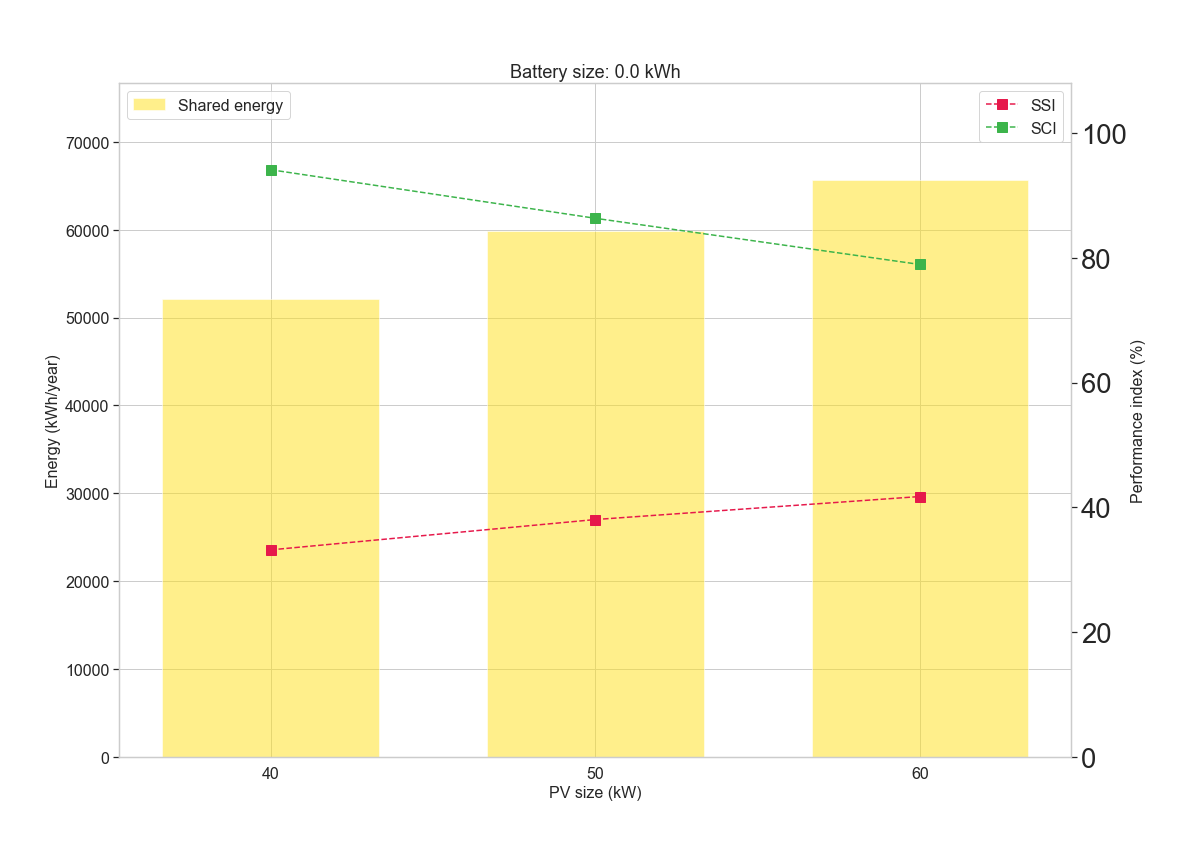 Battery size: 0.0 kWh
Shared energy
SSI
SCI
70000
60000
50000
40000
30000
20000
10000
0
Energy (kWh/year)
100
80
60
40
20
0
Performance index (%)
40
50
60
PV size (kW)